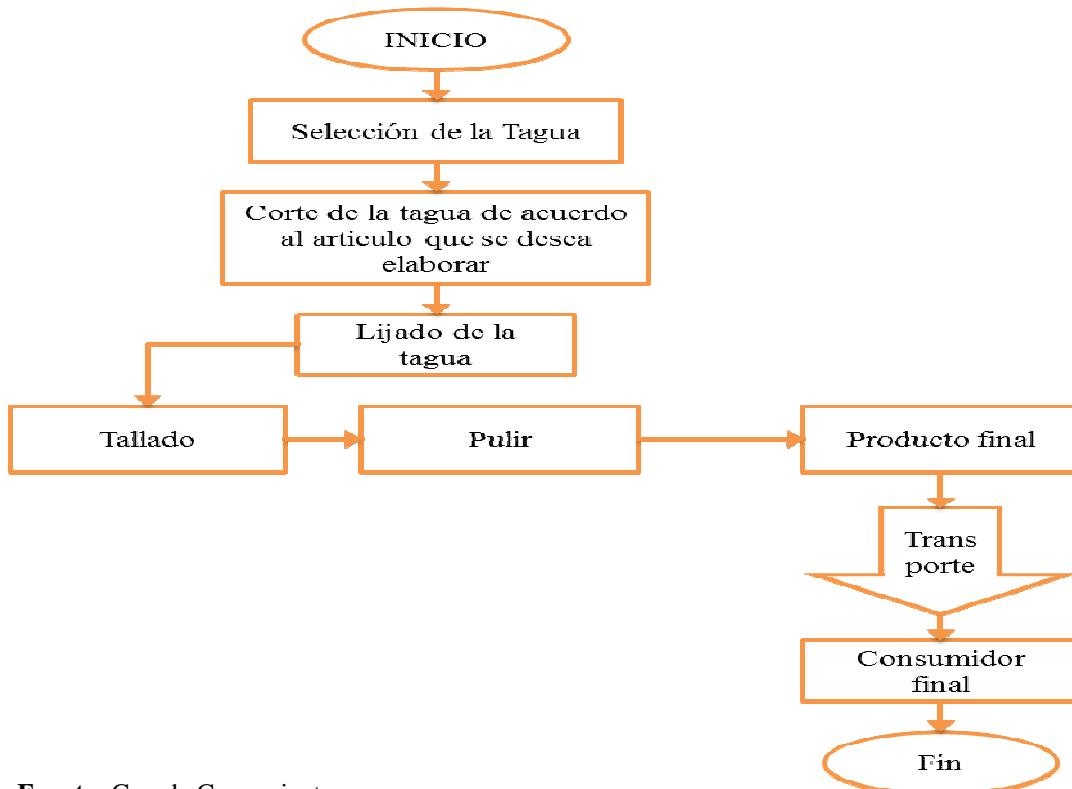 INICIO
Selección de la Tagua
Corte de la tagua de acuerdo
al articulo que se desea
elaborar
Lijado de la
tagua
Tallado
Pulir
Producto final
Trans
porte
Consumidor
final
Fin